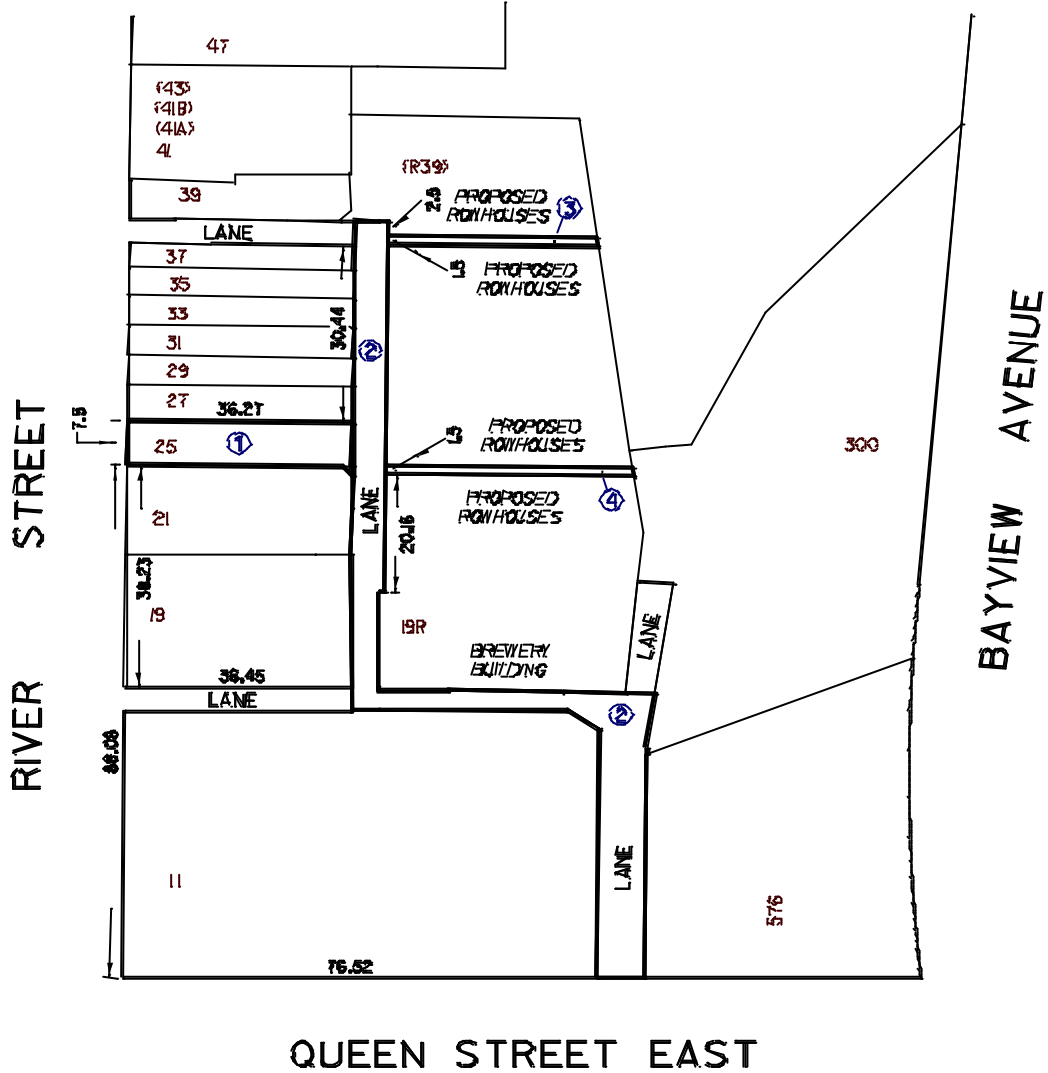 47
(43)
(41B)
(41A)
41
39
(R39)
2.5
PROPOSED
ROWHOUSES
3
LANE
37
35
33
31
29
27
30.44
2
1.5
PROPOSED
ROWHOUSES
36.27
7.5
25
1
1.5
PROPOSED
ROWHOUSES
300
BAYVIEW AVENUE
RIVER STREET
21
LANE
20.16
PROPOSED
ROWHOUSES
4
38.23
19
19R
LANE
BREWERY
BUILDING
38.45
LANE
2
11
LANE
576
76.52
QUEEN STREET EAST